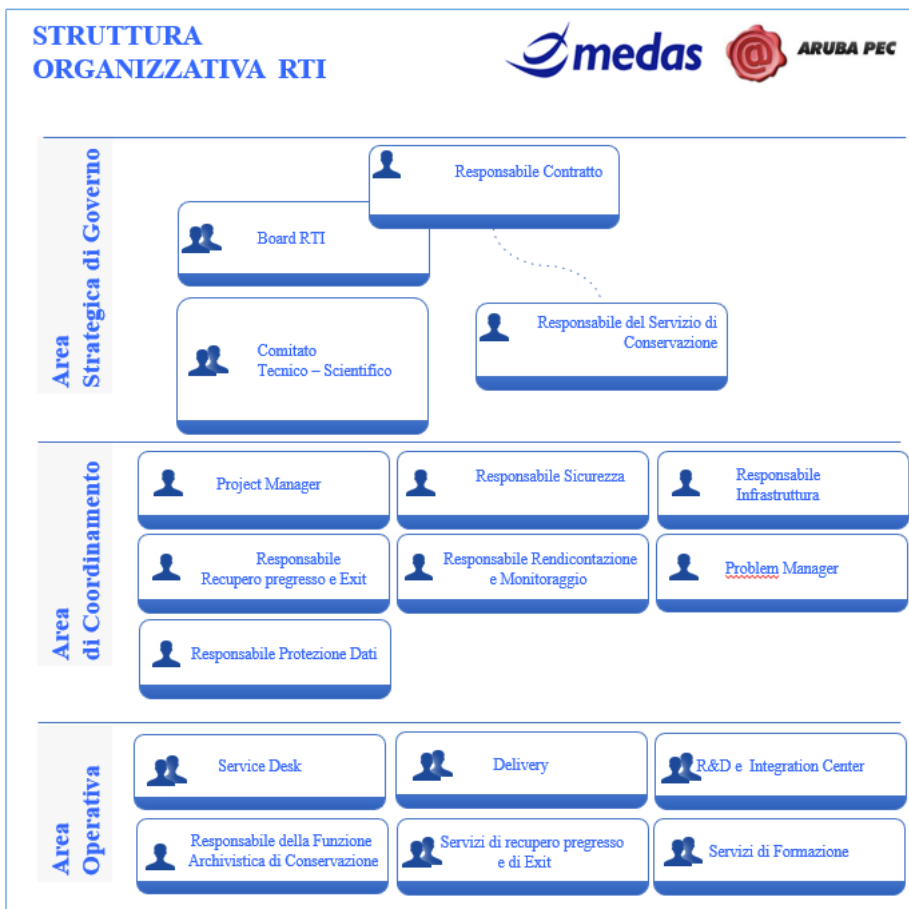 STRUTTURA
ORGANIZZATIVA RTI
medas
@
ARUBA PEC
Area
Strategica di Governo
Responsabile Contratto
Board RTI
Comitato
Tecnico – Scientifico
Responsabile del Servizio di
Conservazione
Area
di Coordinamento
Project Manager
Responsabile Sicurezza
Responsabile
Infrastruttura
Responsabile
Recupero pregresso e Exit
Responsabile Rendicontazione
e Monitoraggio
Problem Manager
Responsabile Protezione Dati
Area
Operativa
Service Desk
Delivery
R&D e Integration Center
Responsabile della Funzione
Archivistica di Conservazione
Servizi di recupero pregresso
e di Exit
Servizi di Formazione